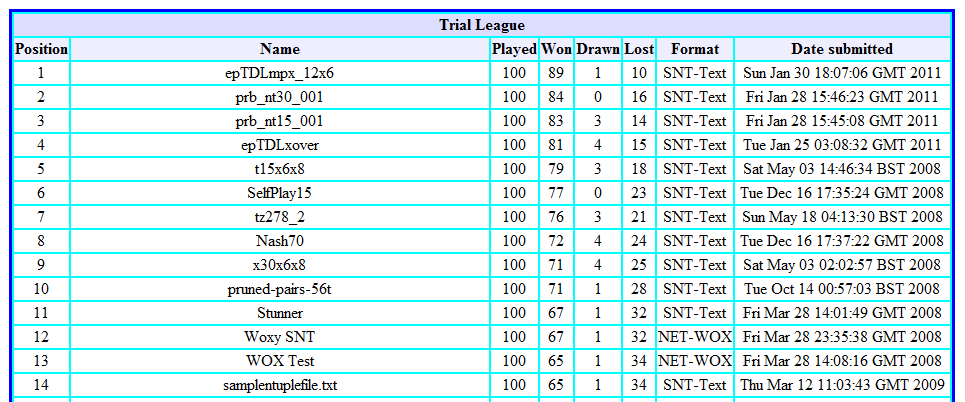 Trial League
Position Name Played Won Drawn Lost Format Date submitted
1 epTDLmpx_12x6 100 89 1 10 SNT-Text Sun Jan 30 18:07:06 GMT 2011
2 prb_nt30_001 100 84 0 16 SNT-Text Fri Jan 28 15:46:23 GMT 2011
3 prb_nt15_001 100 83 3 14 SNT-Text Fri Jan 28 15:45:08 GMT 2011
4 epTDLxover 100 81 4 15 SNT-Text Tue Jan 25 03:08:32 GMT 2011
5 t15x6x8 100 79 3 18 SNT-Text Sat May 03 14:46:34 BST 2008
6 SelfPlay15 100 77 0 23 SNT-Text Tue Dec 16 17:35:24 GMT 2008
7 tz278_2 100 76 3 21 SNT-Text Sun May 18 04:13:30 BST 2008
8 Nash70 100 72 4 24 SNT-Text Tue Dec 16 17:37:22 GMT 2008
9 x30x6x8 100 71 4 25 SNT-Text Sat May 03 02:02:57 BST 2008
10 pruned-pairs-56t 100 71 1 28 SNT-Text Tue Oct 14 00:57:03 BST 2008
11 Stunner 100 67 1 32 SNT-Text Fri Mar 28 14:01:49 GMT 2008
12 Woxy SNT 100 67 1 32 NET-WOX Fri Mar 28 23:35:38 GMT 2008
13 WOX Test 100 65 1 34 NET-WOX Fri Mar 28 14:08:16 GMT 2008
14 samplentuplefile.txt 100 65 1 34 SNT-Text Thu Mar 12 11:03:43 GMT 2009